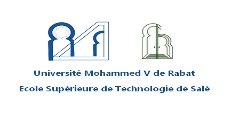 Université Mohammed V de Rabat
Ecole Supérieure de Technologie de Salé